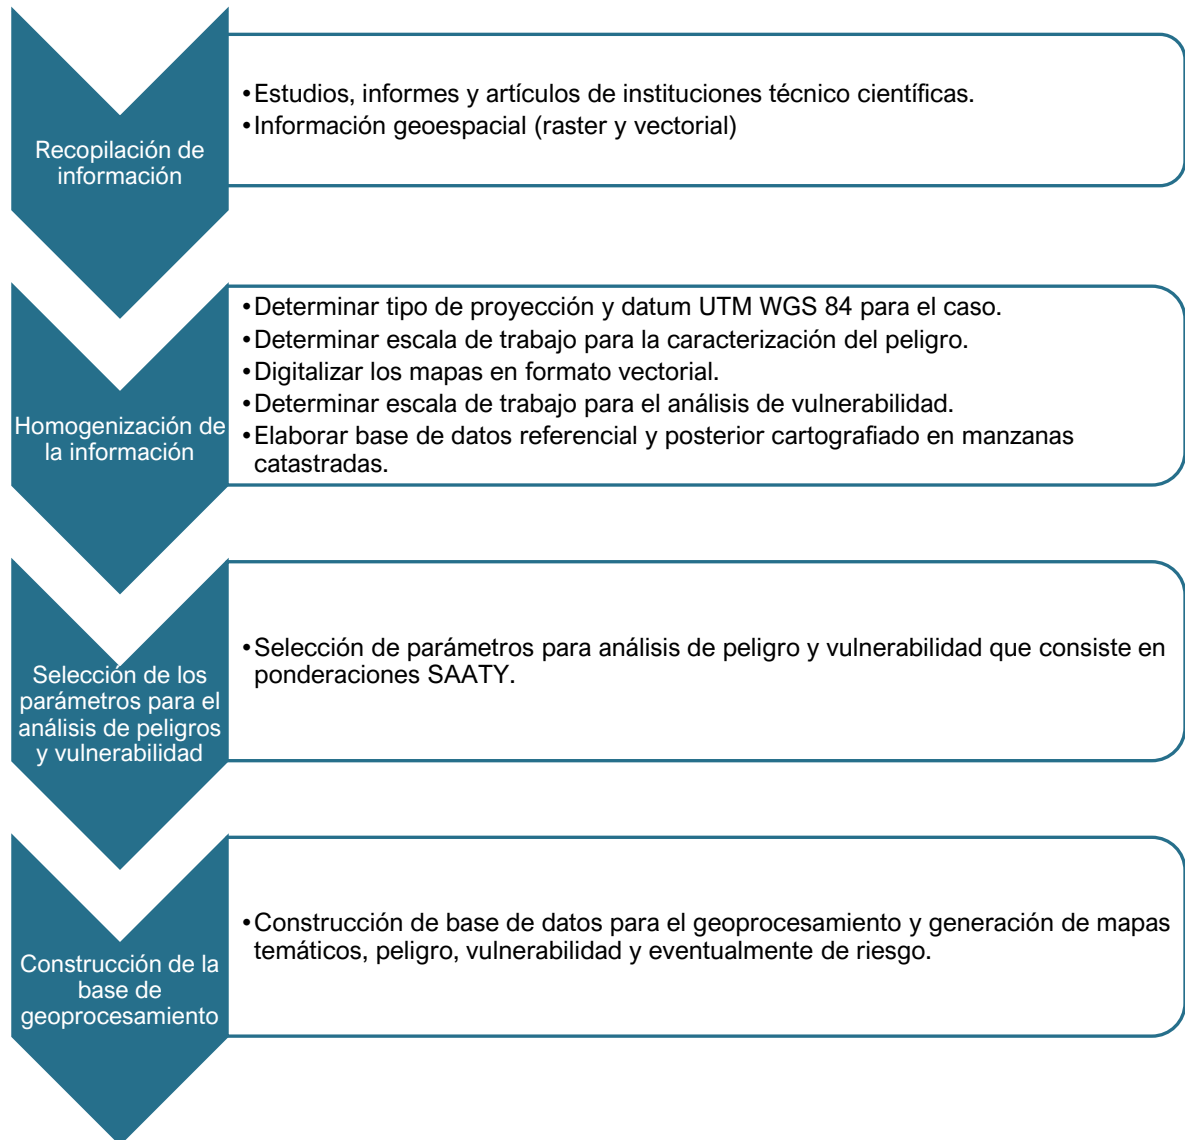 Recopilación de
información
•Estudios, informes y artículos de instituciones técnico científicas.
•Información geoespacial (raster y vectorial)
Homogenización de
la información
•Determinar tipo de proyección y datum UTM WGS 84 para el caso.
•Determinar escala de trabajo para la caracterización del peligro.
•Digitalizar los mapas en formato vectorial.
•Determinar escala de trabajo para el análisis de vulnerabilidad.
•Elaborar base de datos referencial y posterior cartografiado en manzanas
catastradas.
Selección de los
parámetros para el
análisis de peligros
y vulnerabilidad
•Selección de parámetros para análisis de peligro y vulnerabilidad que consiste en
ponderaciones SAATY.
Construcción de la
base de
geoprocesamiento
•Construcción de base de datos para el geoprocesamiento y generación de mapas
temáticos, peligro, vulnerabilidad y eventualmente de riesgo.